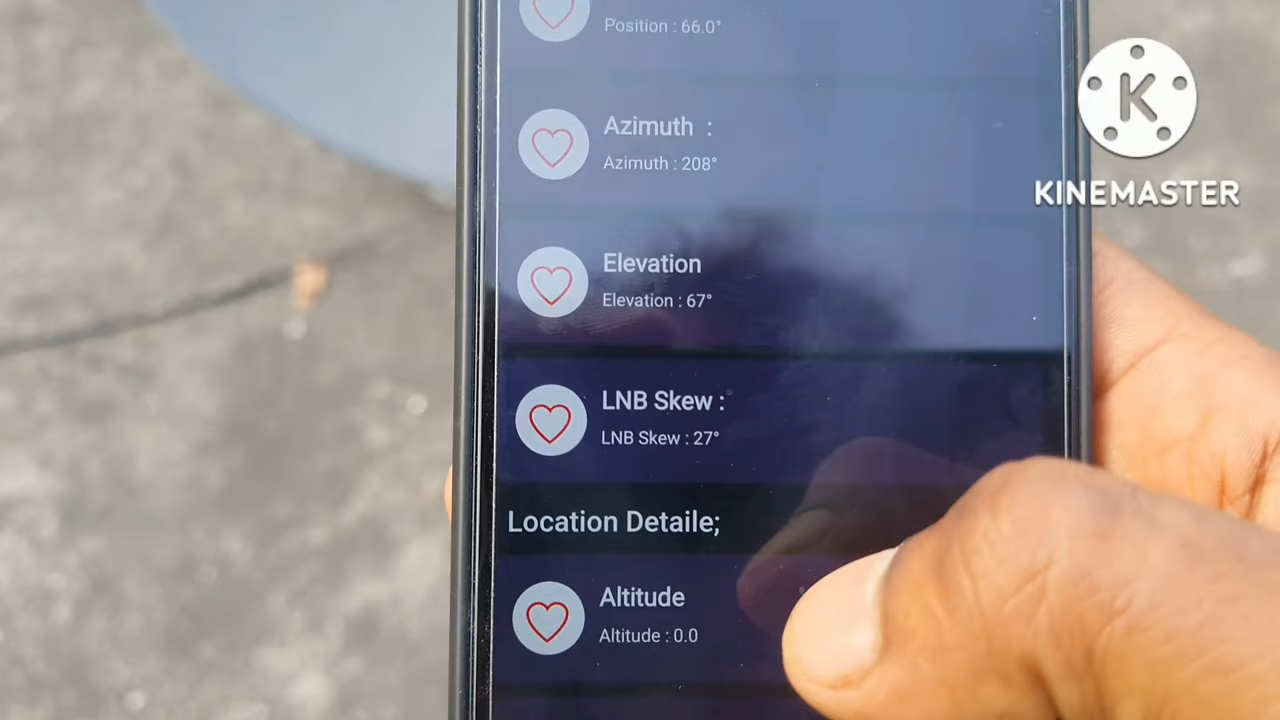 Position : 66.0°
Azimuth :
Azimuth : 208°
K
KINEMASTER
Elevation
Elevation : 67°
LNB Skew :
LNB Skew : 27°
Location Detaile;
Altitude
Altitude : 0.0